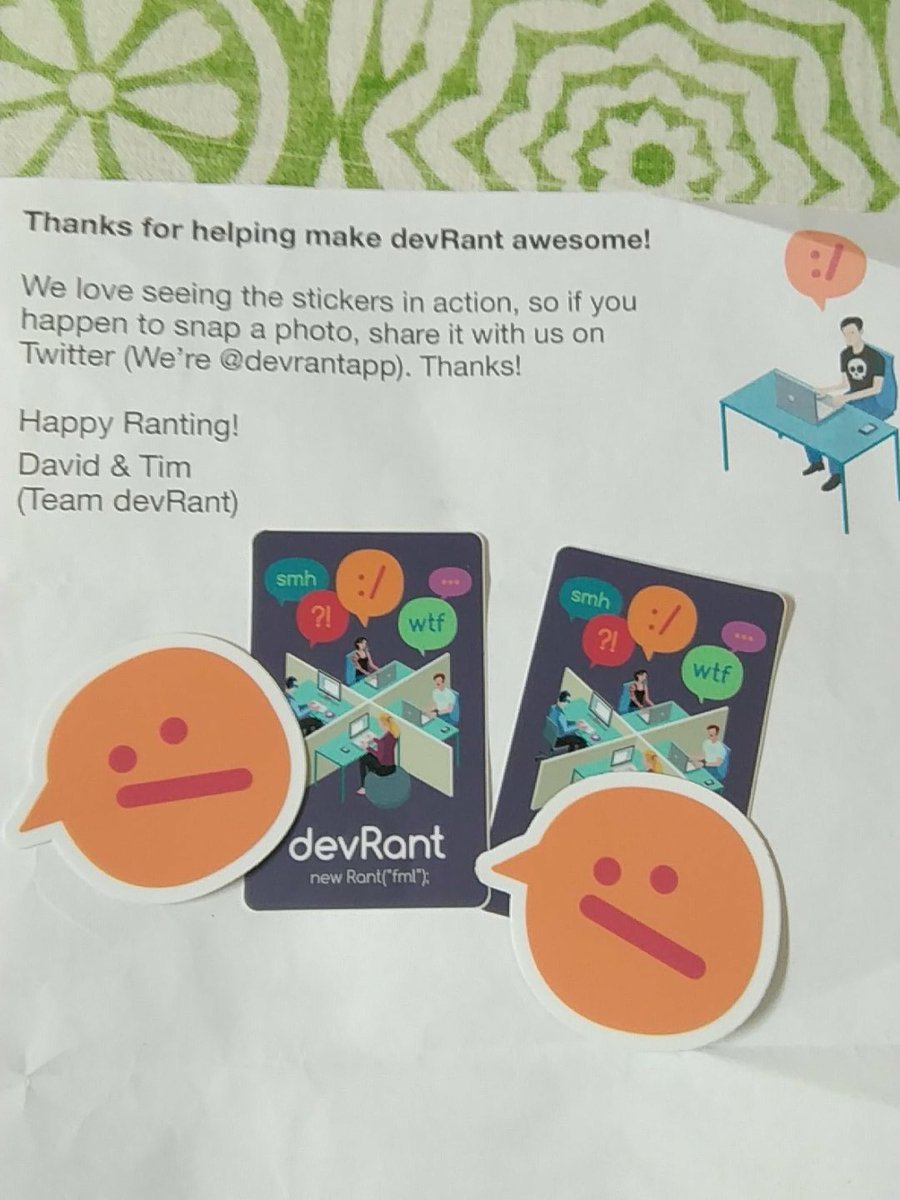 Thanks for helping make devRant awesome!
We love seeing the stickers in action, so if you
happen to snap a photo, share it with us on
Twitter (We're @devrantapp). Thanks!
Happy Ranting!
David & Tim
(Team devRant)
:/
smh
:/
...
?!
wtf
devRant
new Rant("fml");
smh
:/
...
?!
wtf